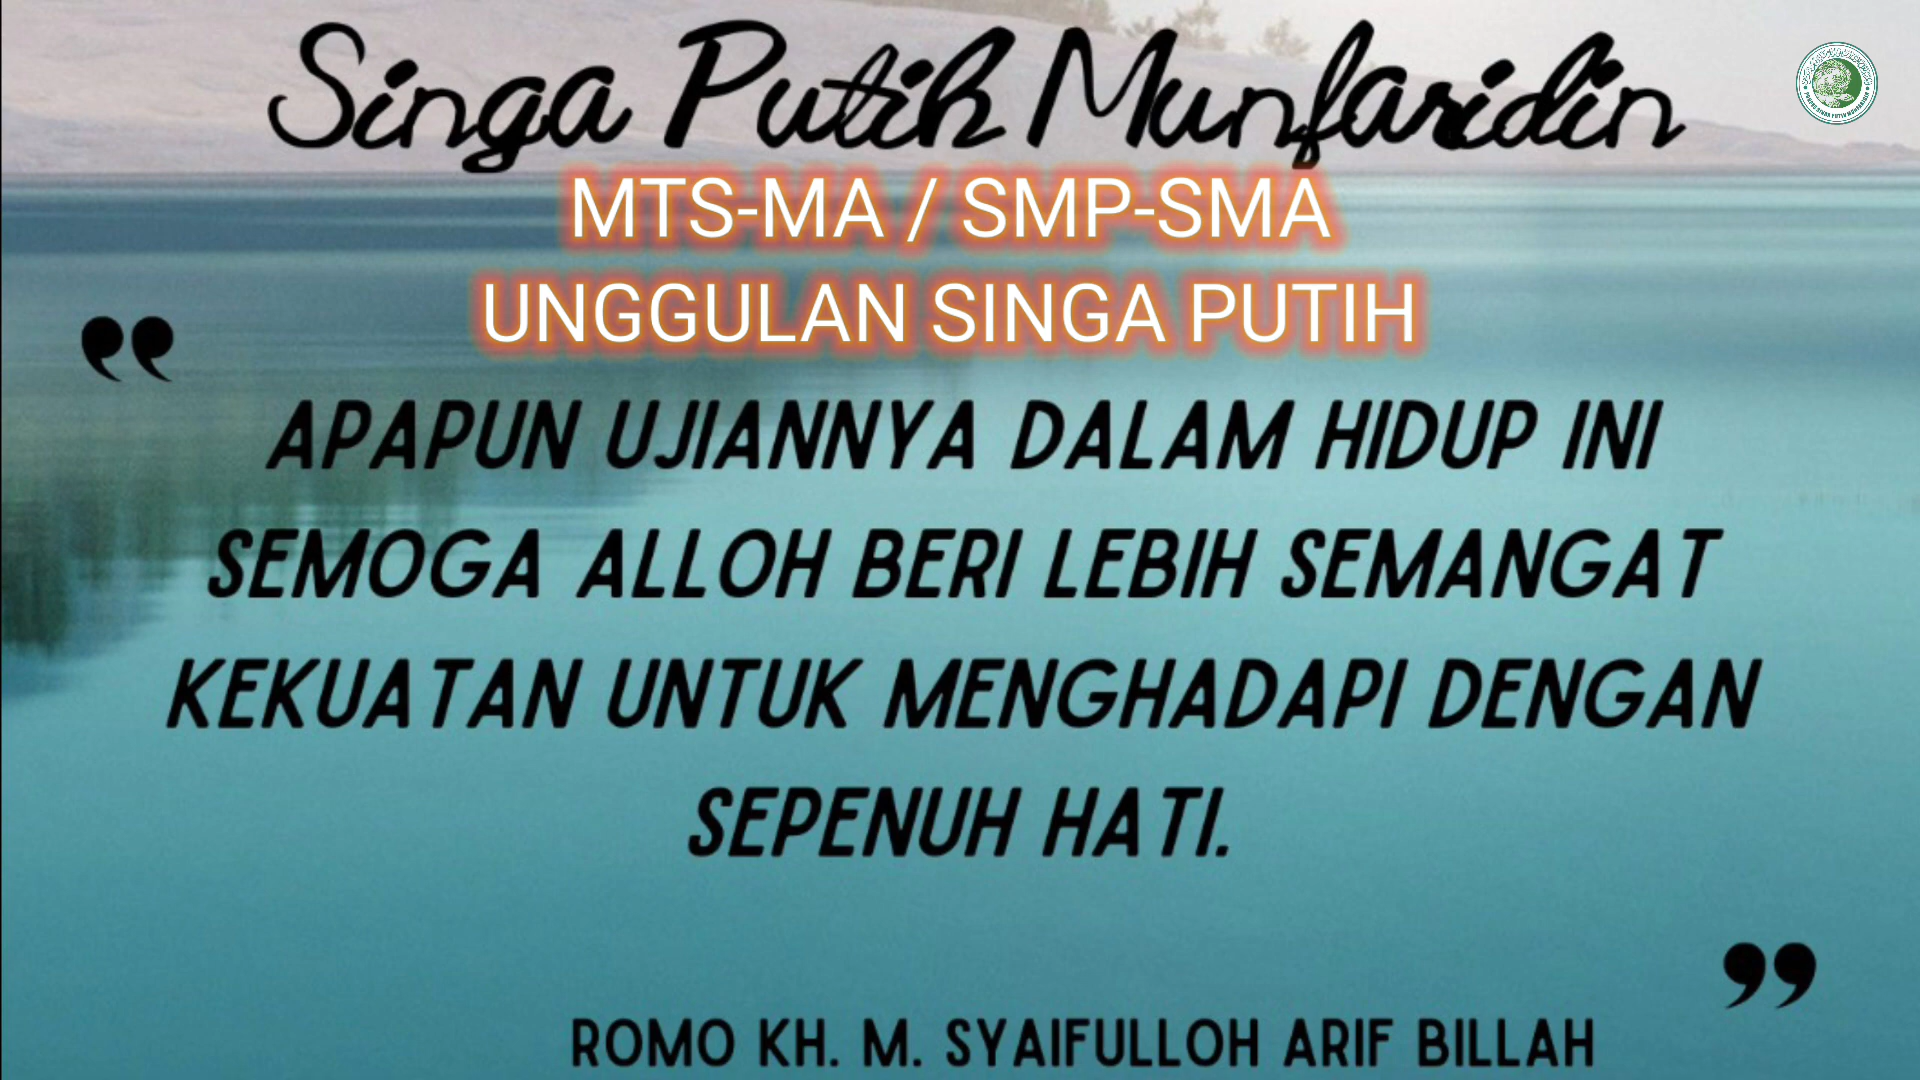 Singa Putih Munfaridin
MTS-MA / SMP-SMA
UNGGULAN SINGA PUTIH
“
APAPUN UJIANNYA DALAM HIDUP INI
SEMOGA ALLOH BERI LEBIH SEMANGAT
KEKUATAN UNTUK MENGHADAPI DENGAN
SEPENUH HATI.
”
ROMO KH. M. SYAIFULLOH ARIF BILLAH